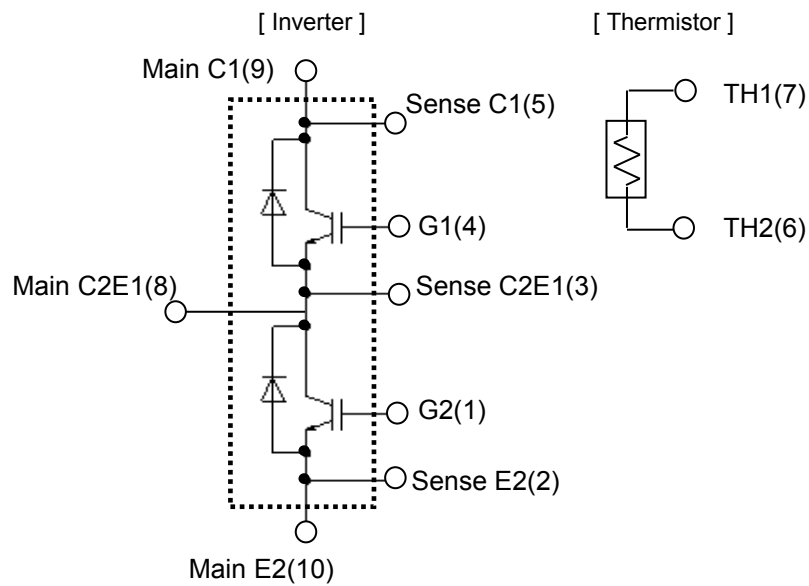 [ Inverter ]
[ Thermistor ]
Main C1(9)
Sense C1(5)
TH1(7)
G1(4)
TH2(6)
Main C2E1(8)
Sense C2E1(3)
G2(1)
Sense E2(2)
Main E2(10)